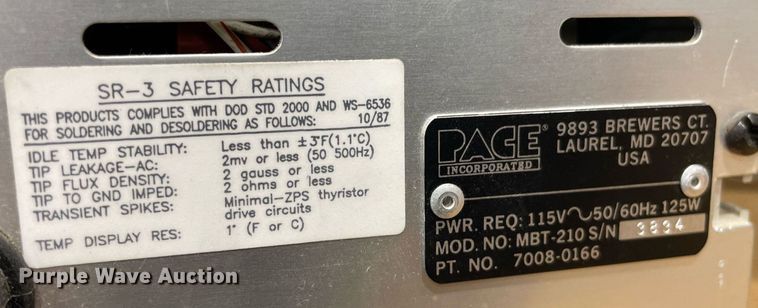 SR-3 SAFETY RATINGS
THIS PRODUCTS COMPLIES WITH DOD STD 2000 AND WS-6536
FOR SOLDERING AND DESOLDERING AS FOLLOWS: 10/87
IDLE TEMP STABILITY: Less than ±3°F(1.1°C)
TIP LEAKAGE-AC: 2mv or less (50 500Hz)
TIP FLUX DENSITY: 2 gauss or less
TIP TO GND IMPED: 2 ohms or less
TRANSIENT SPIKES: Minimal-ZPS thyristor
drive circuits
TEMP DISPLAY RES: 1° (F or C)
PACE®
INCORPORATED
9893 BREWERS CT.
LAUREL, MD 20707
USA
PWR. REQ: 115V~50/60Hz 125W
MOD. NO: MBT-210 S/N 3894
PT. NO. 7008-0166
Purple Wave Auction